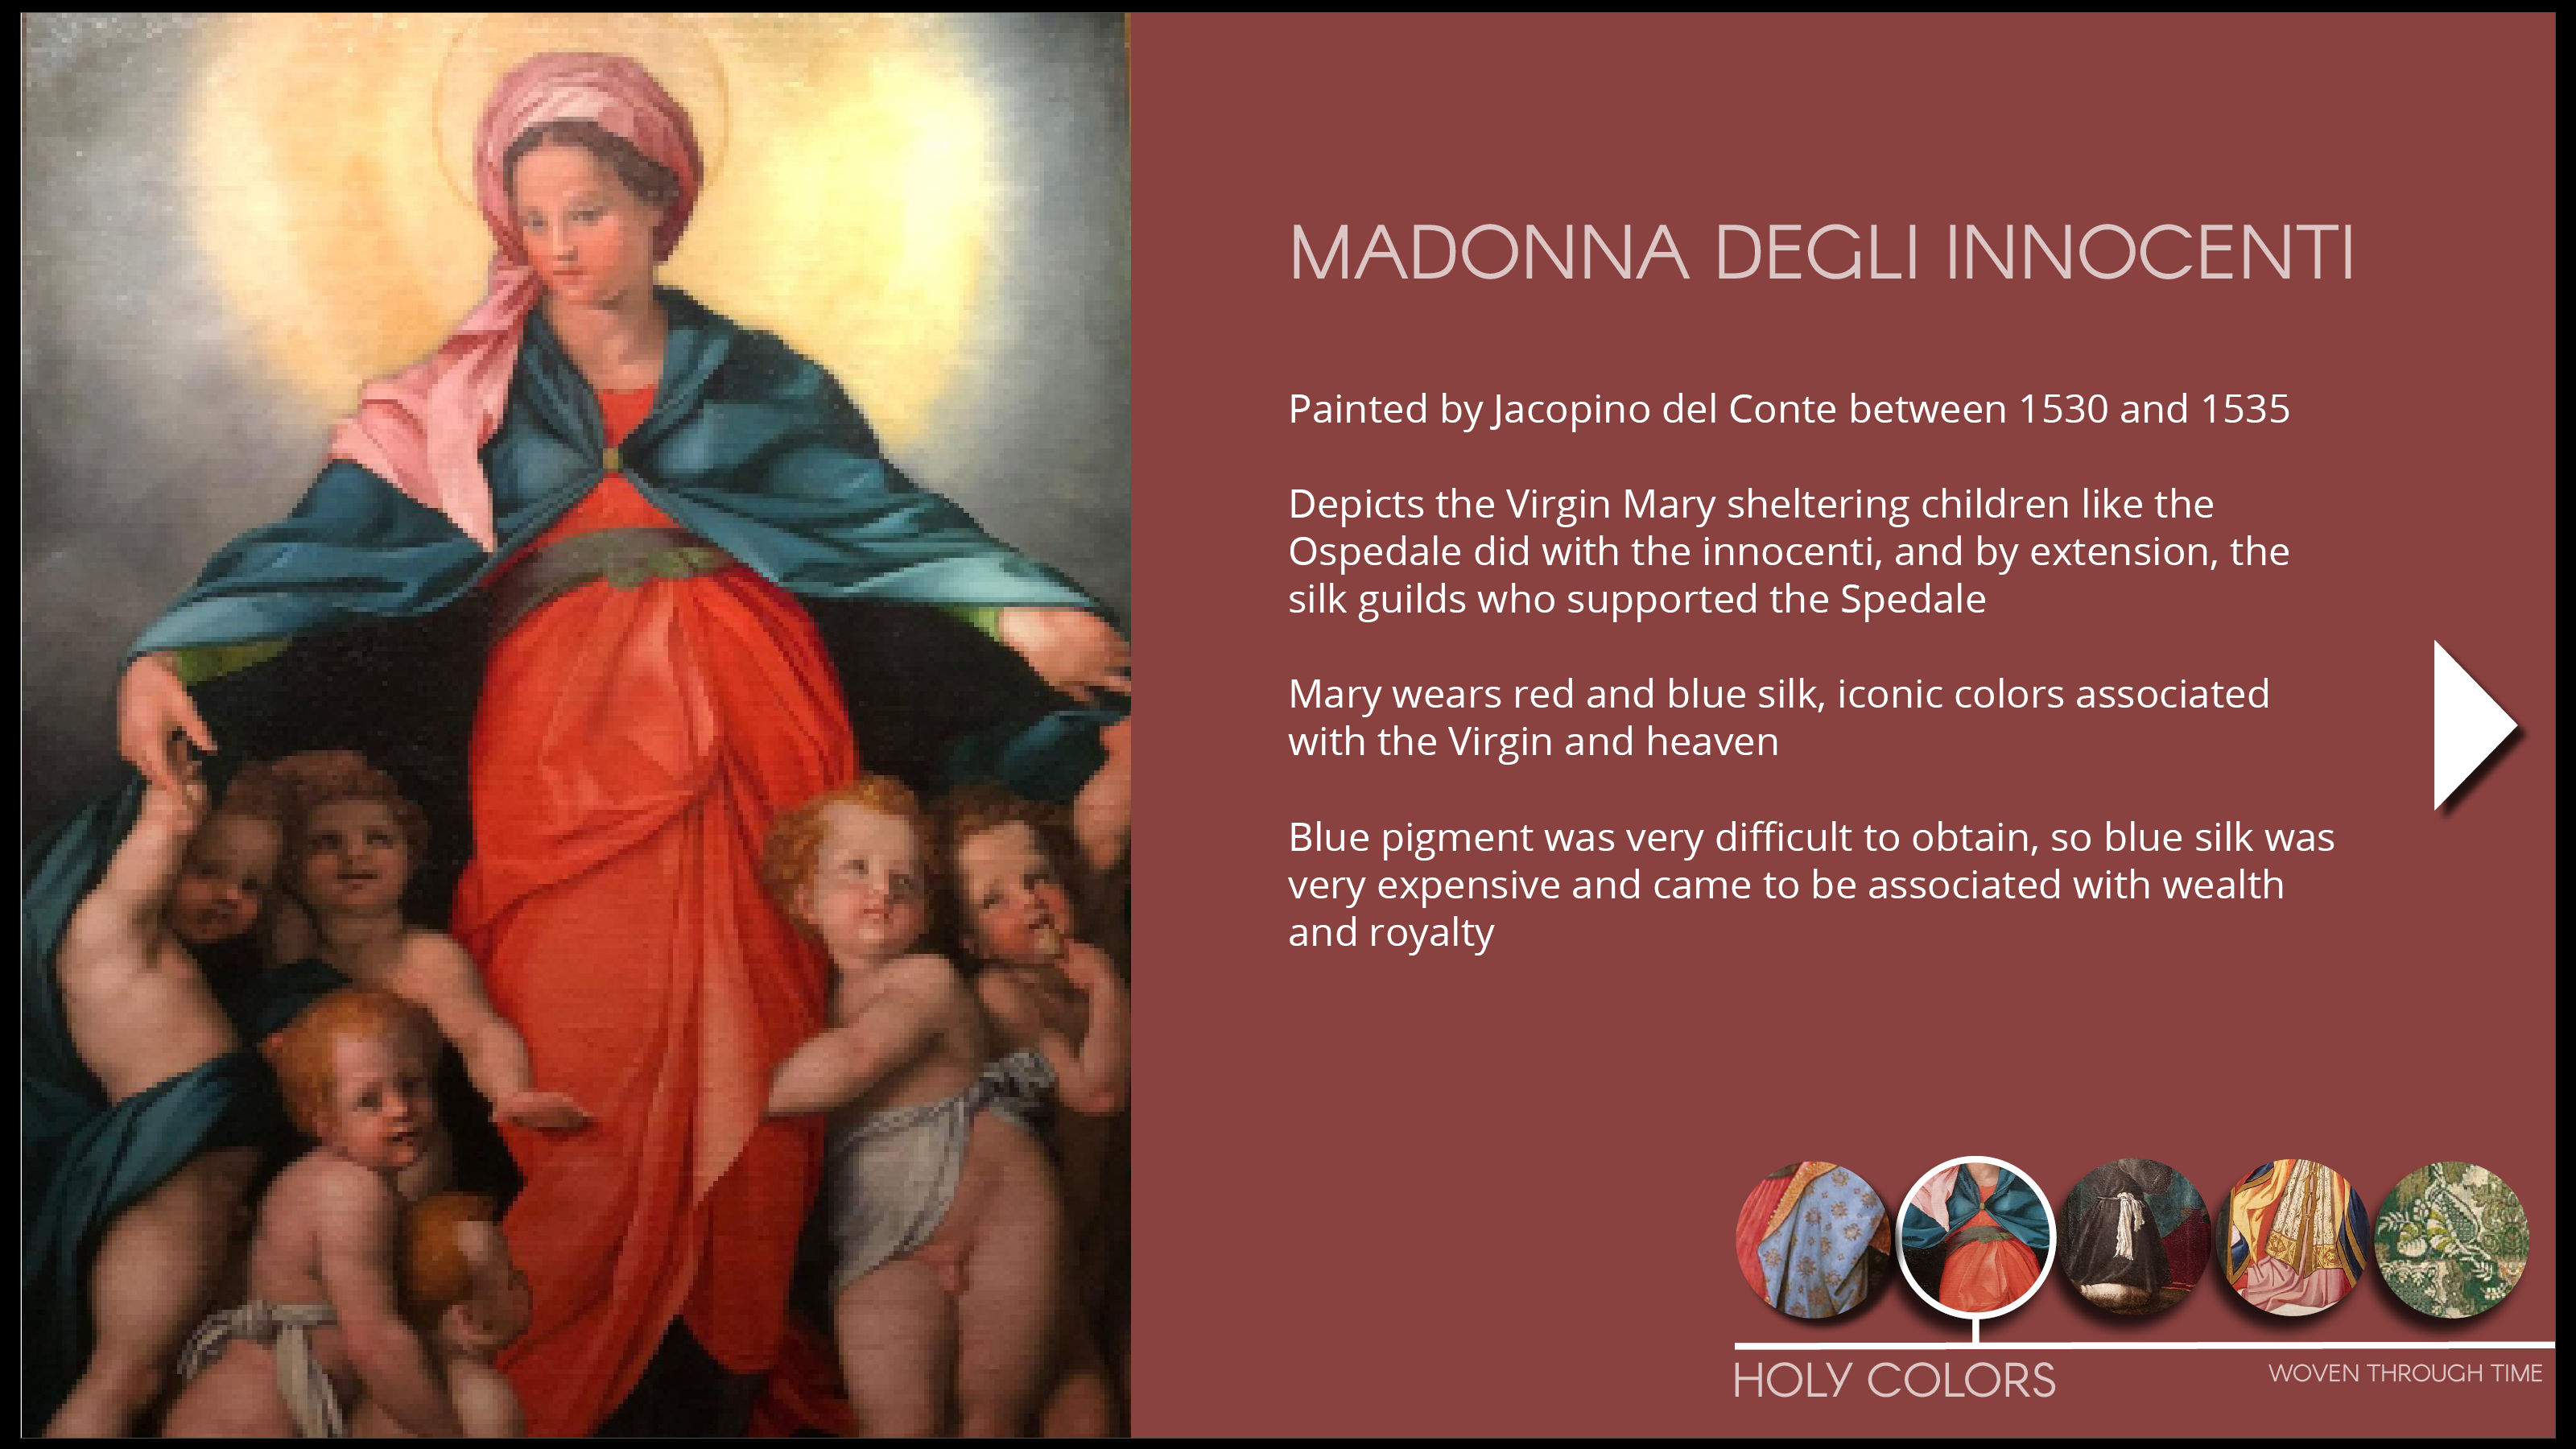 MADONNA DEGLI INNOCENTI
Painted by Jacopino del Conte between 1530 and 1535
Depicts the Virgin Mary sheltering children like the
Ospedale did with the innocenti, and by extension, the
silk guilds who supported the Spedale
Mary wears red and blue silk, iconic colors associated
with the Virgin and heaven
Blue pigment was very difficult to obtain, so blue silk was
very expensive and came to be associated with wealth
and royalty
HOLY COLORS
WOVEN THROUGH TIME